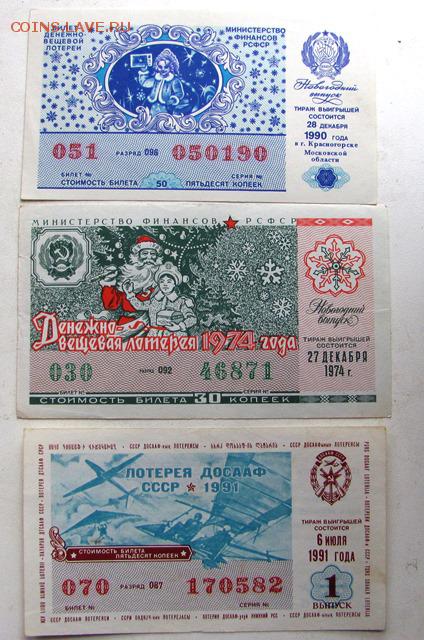 COINSLAVE.RU
БИЛЕТ
ДЕНЕЖНО-
ВЕЩЕВОЙ
ЛОТЕРЕИ
МИНИСТЕРСТВО
ФИНАНСОВ
РСФСР
Новогодний
выпуск
ТИРАЖ ВЫИГРЫШЕЙ
СОСТОИТСЯ
28 ДЕКАБРЯ
1990 ГОДА
в г. Красногорске
Московской
области
051 РАЗРЯД 096 050190
БИЛЕТ № СЕРИЯ №
СТОИМОСТЬ БИЛЕТА 50 ПЯТЬДЕСЯТ КОПЕЕК
МИНИСТЕРСТВО ФИНАНСОВ РСФСР
Новогодний
выпуск
Денежно-
вещевая лотерея 1974 года
ТИРАЖ ВЫИГРЫШЕЙ
СОСТОИТСЯ
27 ДЕКАБРЯ
1974 г.
030 РАЗРЯД 092 46871
БИЛЕТ № СЕРИЯ №
СТОИМОСТЬ БИЛЕТА 30 КОПЕЕК
ЛОТЕРЕЯ ДОСААФ
СССР 1991
ТИРАЖ ВЫИГРЫШЕЙ
СОСТОИТСЯ
6 ИЮЛЯ
1991 ГОДА
СТОИМОСТЬ БИЛЕТА
ПЯТЬДЕСЯТ КОПЕЕК
070 РАЗРЯД 087 170582
БИЛЕТ № СЕРИЯ №
1
ВЫПУСК